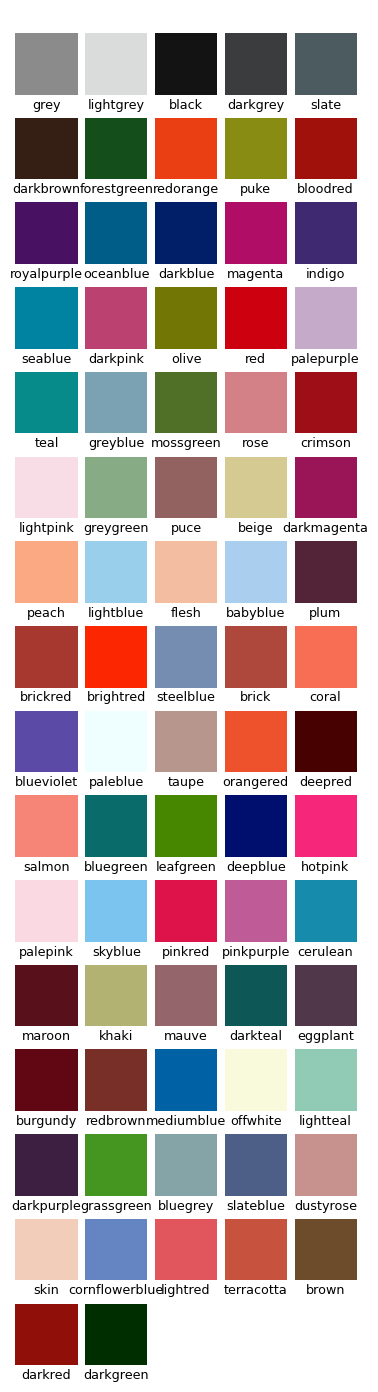 grey lightgrey black darkgrey slate
darkbrown forestgreen redorange puke bloodred
royalpurple oceanblue darkblue magenta indigo
seablue darkpink olive red palepurple
teal greyblue mossgreen rose crimson
lightpink greygreen puce beige darkmagenta
peach lightblue flesh babyblue plum
brickred brightred steelblue brick coral
blueviolet paleblue taupe orangered deepred
salmon bluegreen leafgreen deepblue hotpink
palepink skyblue pinkred pinkpurple cerulean
maroon khaki mauve darkteal eggplant
burgundy redbrown mediumblue offwhite lightteal
darkpurple grassgreen bluegrey slateblue dustyrose
skin cornflowerblue lightred terracotta brown
darkred darkgreen